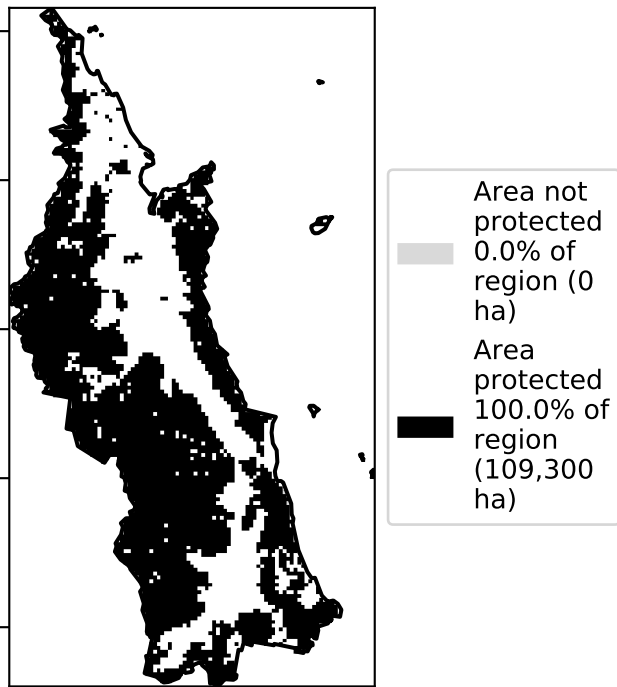 Area not
protected
0.0% of
region (0
ha)
Area
protected
100.0% of
region
(109,300
ha)